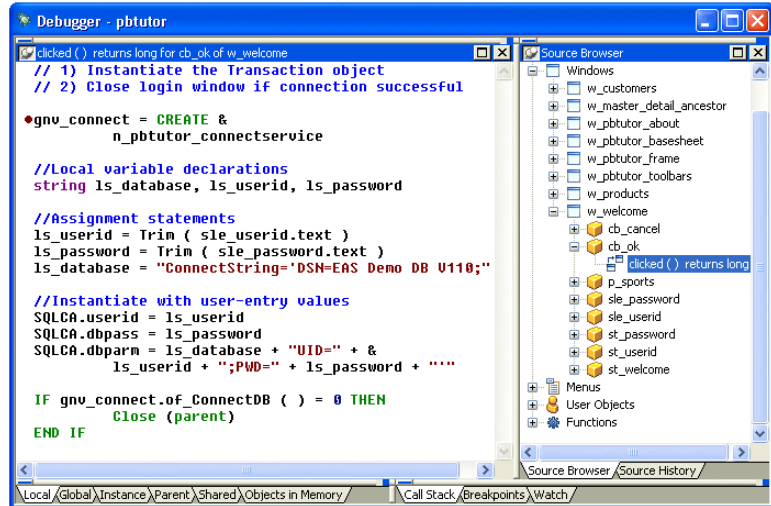 Debugger - pbtutor
clicked ( ) returns long for cb_ok of w_welcome
// 1) Instantiate the Transaction object
// 2) Close login window if connection successful
gnv_connect = CREATE &
n_pbtutor_connectservice
//Local variable declarations
string ls_database, ls_userid, ls_password
//Assignment statements
ls_userid = Trim ( sle_userid.text )
ls_password = Trim ( sle_password.text )
ls_database = "ConnectString='DSN=EAS Demo DB V110;"
//Instantiate with user-entry values
SQLCA.userid = ls_userid
SQLCA.dbpass = ls_password
SQLCA.dbparm = ls_database + "UID=" + &
ls_userid + ";PWD=" + ls_password + "'"
IF gnv_connect.of_ConnectDB ( ) = 0 THEN
Close (parent)
END IF
Source Browser
Windows
w_customers
w_master_detail_ancestor
w_pbtutor_about
w_pbtutor_basesheet
w_pbtutor_frame
w_pbtutor_toolbars
w_products
w_welcome
cb_cancel
cb_ok
clicked ( ) returns long
p_sports
sle_password
sle_userid
st_password
st_userid
st_welcome
Menus
User Objects
Functions
Source Browser Source History
Local Global Instance Parent Shared Objects in Memory
Call Stack Breakpoints Watch